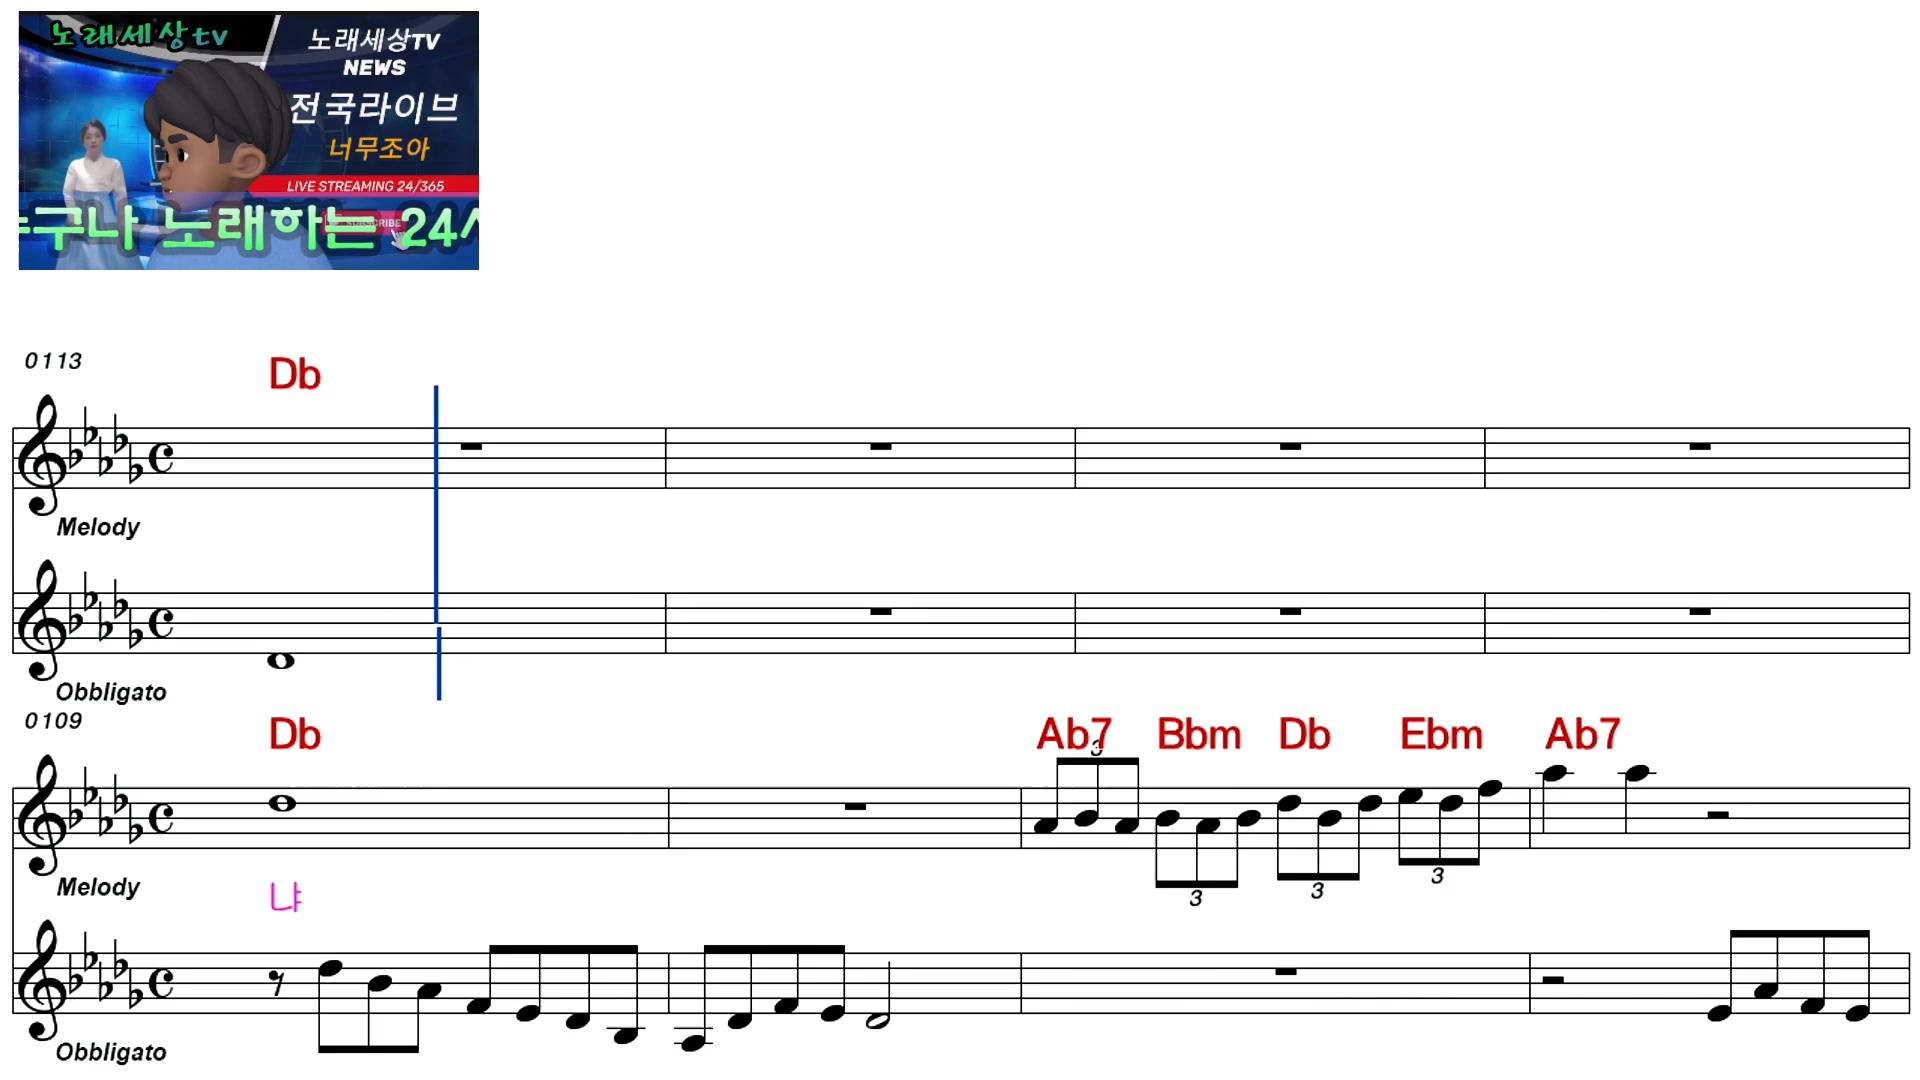 노래세상tv
노래세상TV
NEWS
전국라이브
너무조아
LIVE STREAMING 24/365
구나 노래하는 24
SUBSCRIBE
0113
Db
Melody
Obbligato
0109
Db Ab7 Bbm Db Ebm Ab7
3
3 3 3
Melody
냐
Obbligato